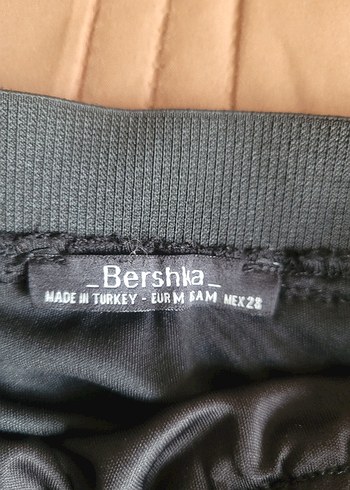 _Bershka_
MADE IN TURKEY - EUR M SAM MEX 28